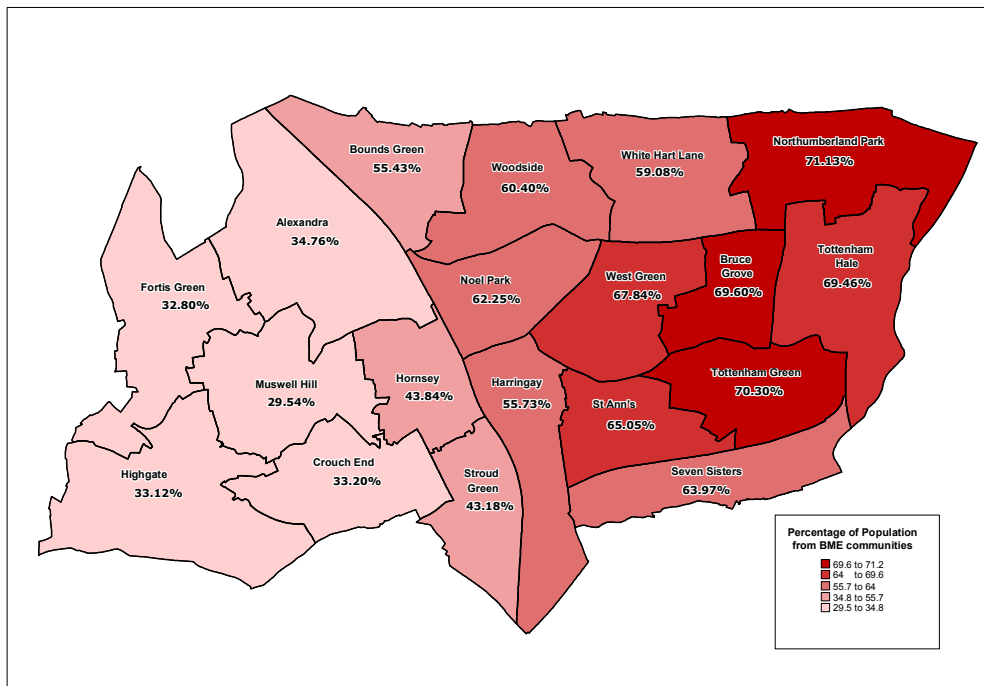 Northumberland Park
71.13%
Bounds Green
55.43%
White Hart Lane
59.08%
Woodside
60.40%
Alexandra
34.76%
Tottenham
Hale
69.46%
Bruce
Grove
69.60%
West Green
67.84%
Noel Park
62.25%
Fortis Green
32.80%
Tottenham Green
70.30%
Hornsey
43.84%
Harringay
55.73%
Muswell Hill
29.54%
St Ann's
65.05%
Crouch End
33.20%
Highgate
33.12%
Stroud
Green
43.18%
Seven Sisters
63.97%
Percentage of Population
from BME communities
69.6 to 71.2
64 to 69.6
55.7 to 64
34.8 to 55.7
29.5 to 34.8